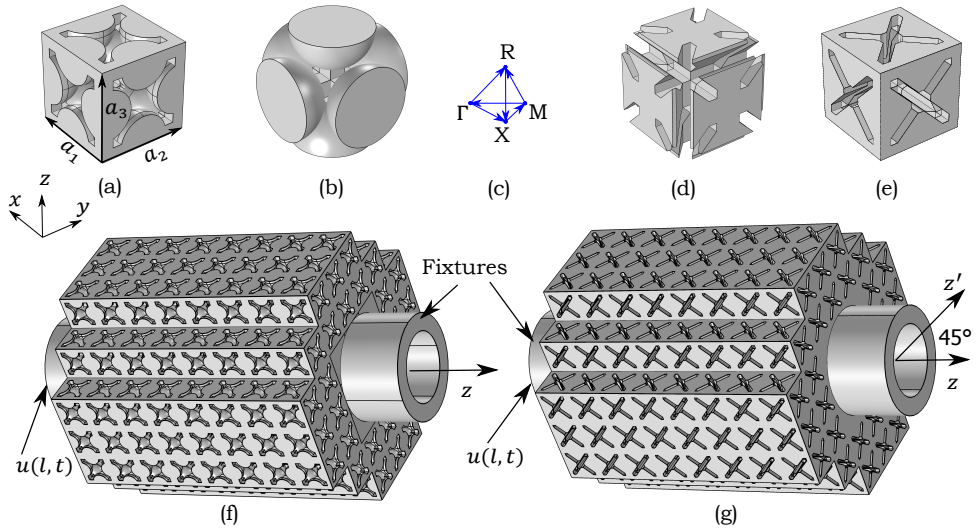 a₃
a₁
a₂
(a)
(b)
R
Γ
M
X
(c)
(d)
(e)
z
x
y
Fixtures
z
u(l, t)
(f)
z′
45°
z
u(l, t)
(g)